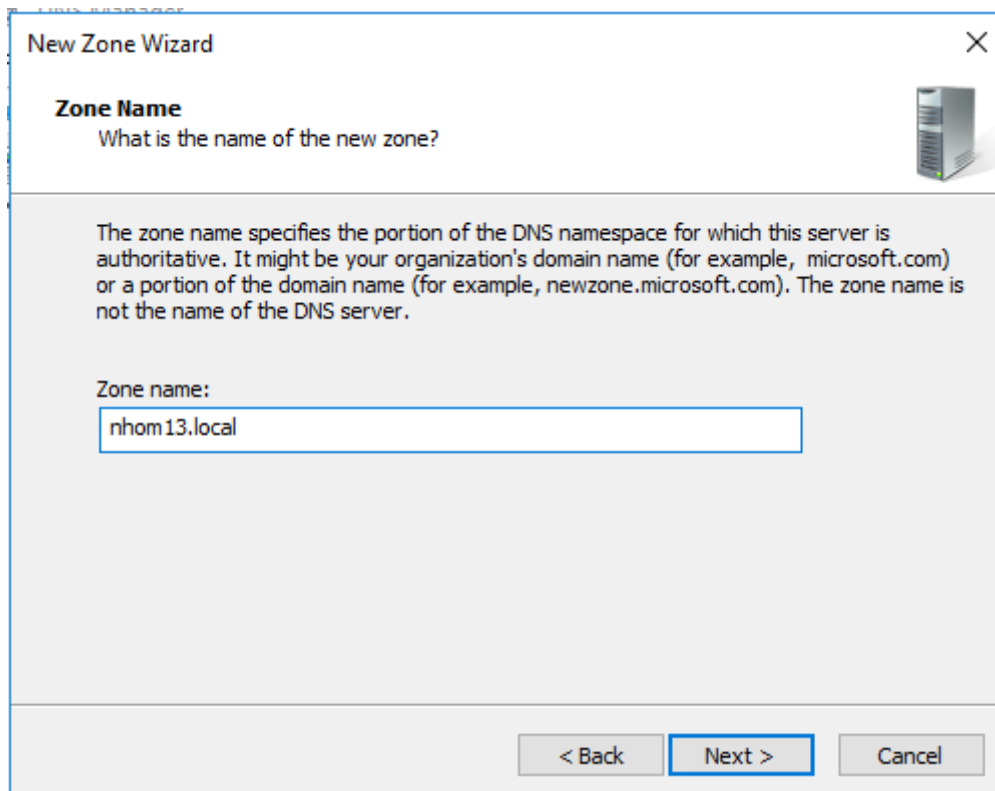 DNS Manager
New Zone Wizard
Zone Name
What is the name of the new zone?
The zone name specifies the portion of the DNS namespace for which this server is
authoritative. It might be your organization's domain name (for example, microsoft.com)
or a portion of the domain name (for example, newzone.microsoft.com). The zone name is
not the name of the DNS server.
Zone name:
nhom13.local
< Back
Next >
Cancel